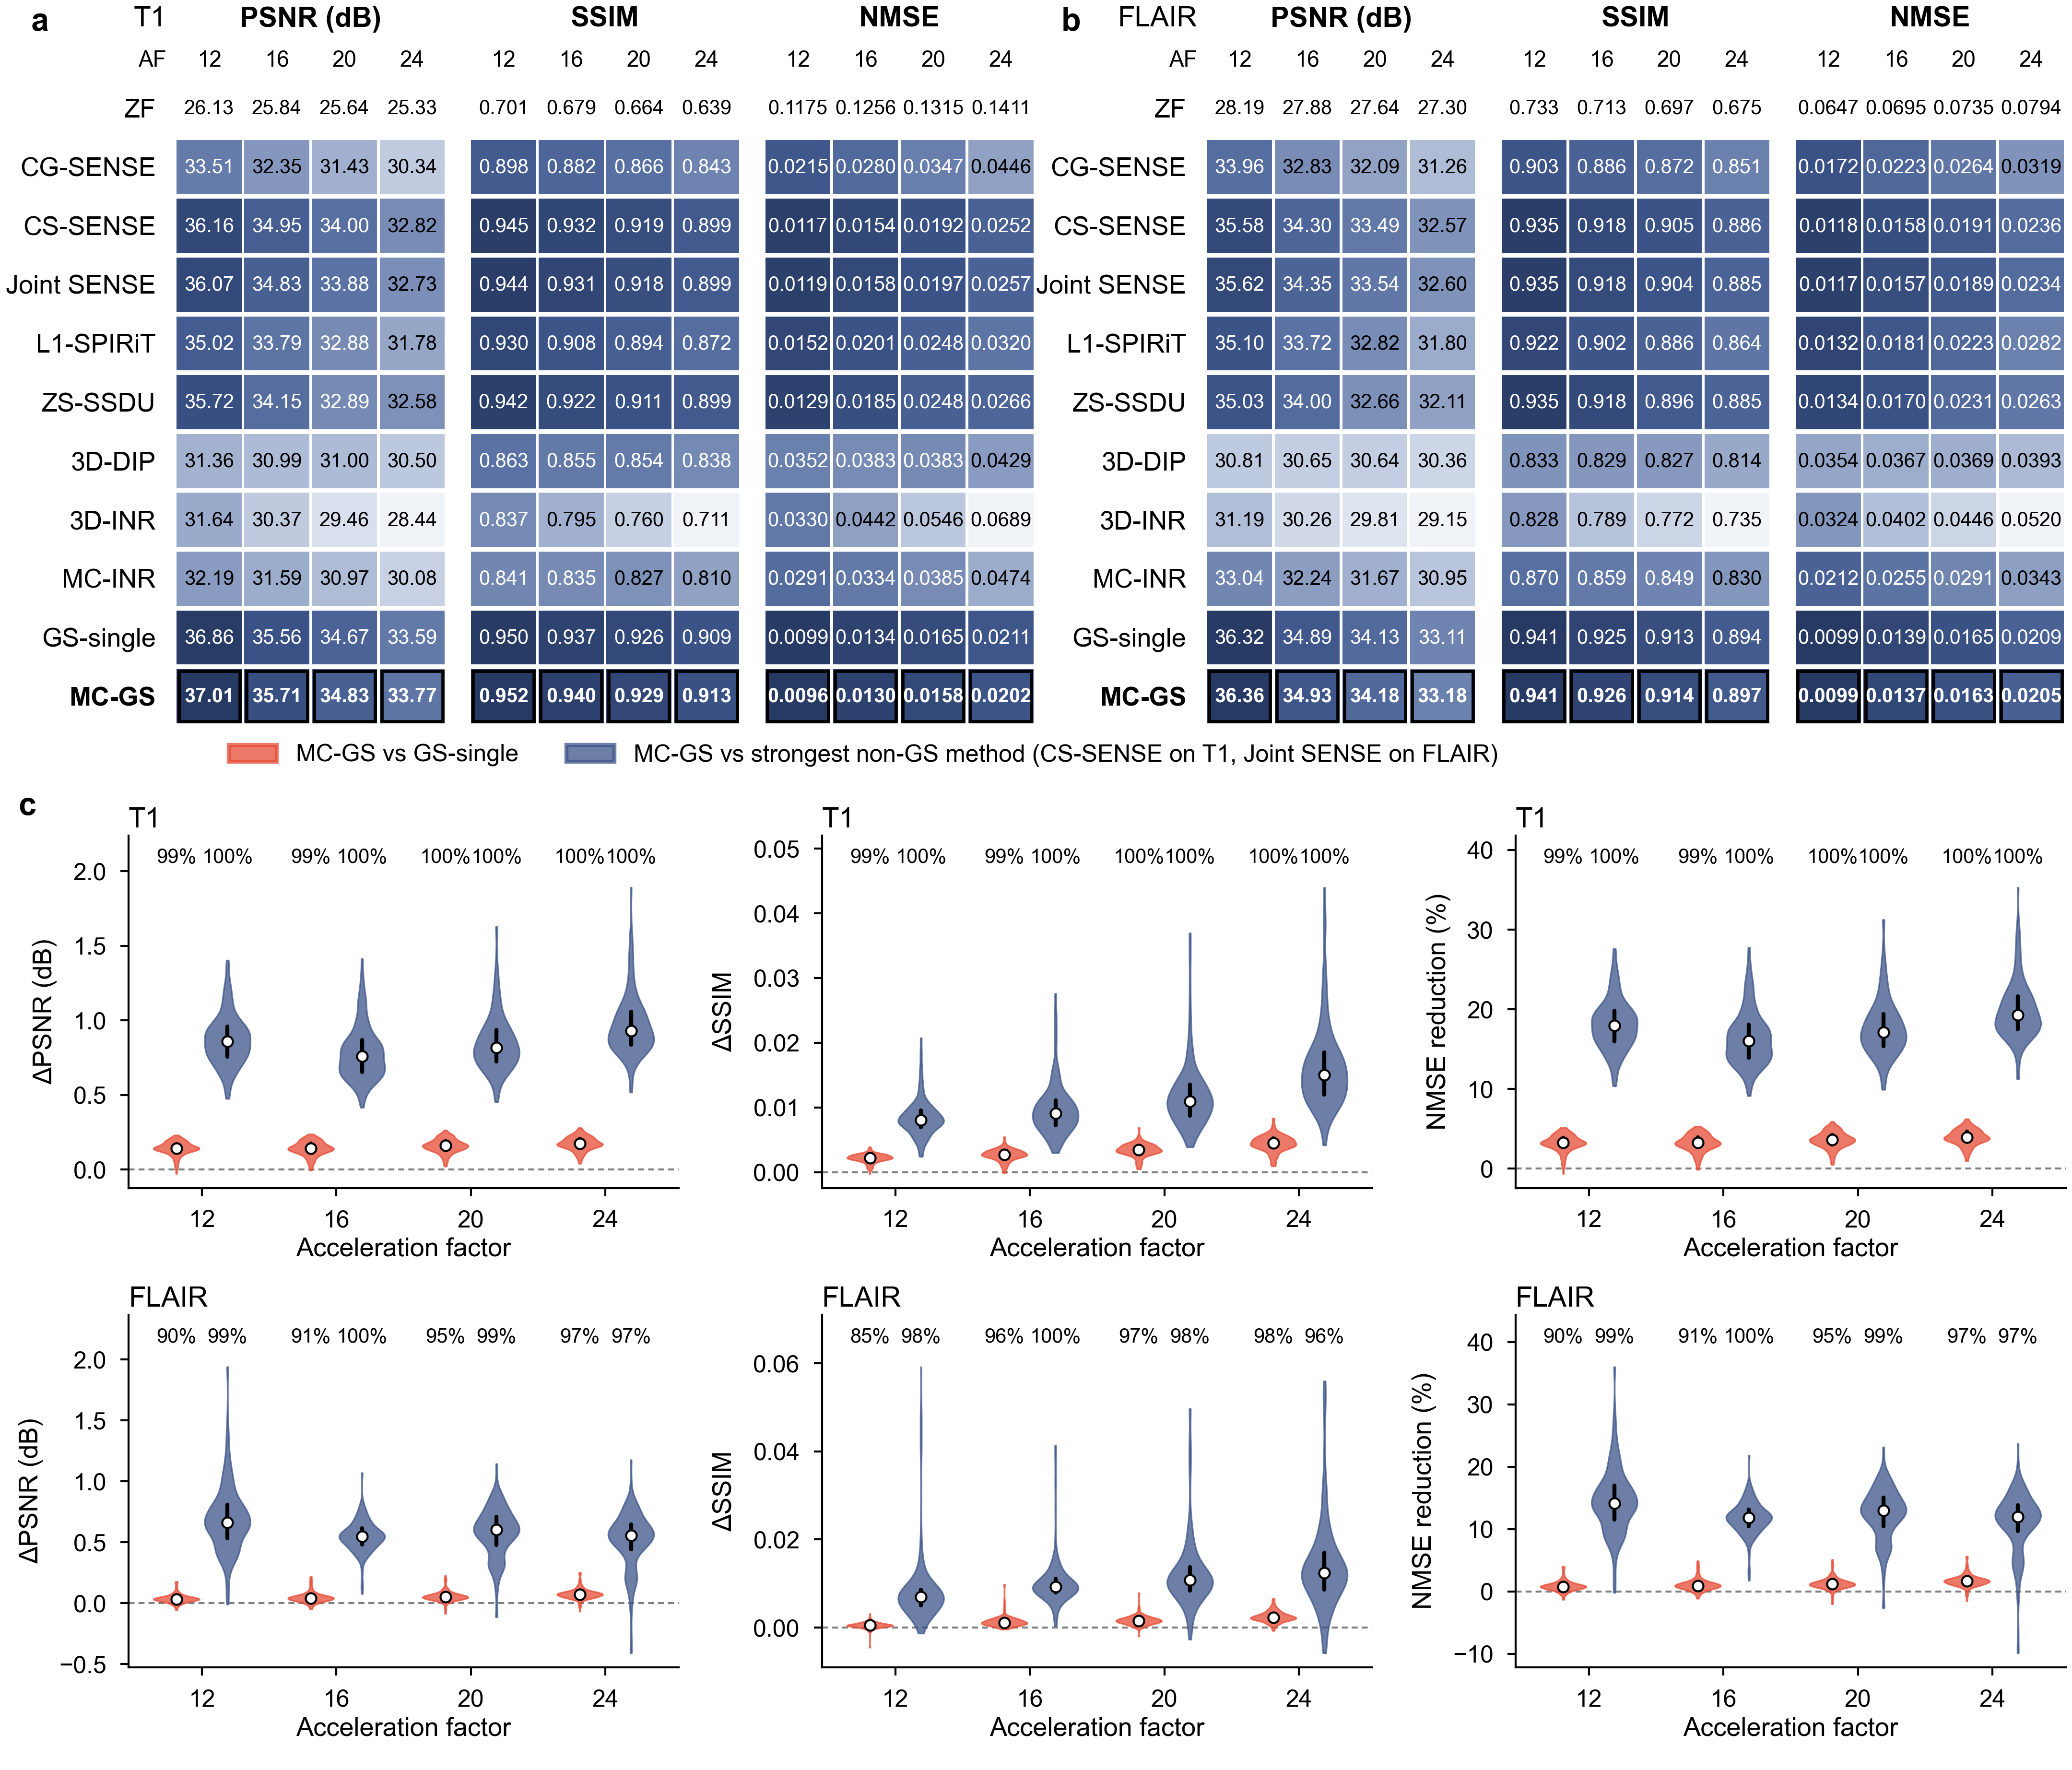 a T1 PSNR (dB) SSIM NMSE
AF 12 16 20 24 12 16 20 24 12 16 20 24
ZF 26.13 25.84 25.64 25.33 0.701 0.679 0.664 0.639 0.1175 0.1256 0.1315 0.1411
CG-SENSE 33.51 32.35 31.43 30.34 0.898 0.882 0.866 0.843 0.0215 0.0280 0.0347 0.0446
CS-SENSE 36.16 34.95 34.00 32.82 0.945 0.932 0.919 0.899 0.0117 0.0154 0.0192 0.0252
Joint SENSE 36.07 34.83 33.88 32.73 0.944 0.931 0.918 0.899 0.0119 0.0158 0.0197 0.0257
L1-SPIRiT 35.02 33.79 32.88 31.78 0.930 0.908 0.894 0.872 0.0152 0.0201 0.0248 0.0320
ZS-SSDU 35.72 34.15 32.89 32.58 0.942 0.922 0.911 0.899 0.0129 0.0185 0.0248 0.0266
3D-DIP 31.36 30.99 31.00 30.50 0.863 0.855 0.854 0.838 0.0352 0.0383 0.0383 0.0429
3D-INR 31.64 30.37 29.46 28.44 0.837 0.795 0.760 0.711 0.0330 0.0442 0.0546 0.0689
MC-INR 32.19 31.59 30.97 30.08 0.841 0.835 0.827 0.810 0.0291 0.0334 0.0385 0.0474
GS-single 36.86 35.56 34.67 33.59 0.950 0.937 0.926 0.909 0.0099 0.0134 0.0165 0.0211
MC-GS 37.01 35.71 34.83 33.77 0.952 0.940 0.929 0.913 0.0096 0.0130 0.0158 0.0202
b FLAIR PSNR (dB) SSIM NMSE
AF 12 16 20 24 12 16 20 24 12 16 20 24
ZF 28.19 27.88 27.64 27.30 0.733 0.713 0.697 0.675 0.0647 0.0695 0.0735 0.0794
CG-SENSE 33.96 32.83 32.09 31.26 0.903 0.886 0.872 0.851 0.0172 0.0223 0.0264 0.0319
CS-SENSE 35.58 34.30 33.49 32.57 0.935 0.918 0.905 0.886 0.0118 0.0158 0.0191 0.0236
Joint SENSE 35.62 34.35 33.54 32.60 0.935 0.918 0.904 0.885 0.0117 0.0157 0.0189 0.0234
L1-SPIRiT 35.10 33.72 32.82 31.80 0.922 0.902 0.886 0.864 0.0132 0.0181 0.0223 0.0282
ZS-SSDU 35.03 34.00 32.66 32.11 0.935 0.918 0.896 0.885 0.0134 0.0170 0.0231 0.0263
3D-DIP 30.81 30.65 30.64 30.36 0.833 0.829 0.827 0.814 0.0354 0.0367 0.0369 0.0393
3D-INR 31.19 30.26 29.81 29.15 0.828 0.789 0.772 0.735 0.0324 0.0402 0.0446 0.0520
MC-INR 33.04 32.24 31.67 30.95 0.870 0.859 0.849 0.830 0.0212 0.0255 0.0291 0.0343
GS-single 36.32 34.89 34.13 33.11 0.941 0.925 0.913 0.894 0.0099 0.0139 0.0165 0.0209
MC-GS 36.36 34.93 34.18 33.18 0.941 0.926 0.914 0.897 0.0099 0.0137 0.0163 0.0205
MC-GS vs GS-single MC-GS vs strongest non-GS method (CS-SENSE on T1, Joint SENSE on FLAIR)
c
T1
99% 100% 99% 100% 100% 100% 100% 100%
ΔPSNR (dB)
2.0
1.5
1.0
0.5
0.0
12 16 20 24
Acceleration factor
T1
99% 100% 99% 100% 100% 100% 100% 100%
ΔSSIM
0.05
0.04
0.03
0.02
0.01
0.00
12 16 20 24
Acceleration factor
T1
99% 100% 99% 100% 100% 100% 100% 100%
NMSE reduction (%)
40
30
20
10
0
12 16 20 24
Acceleration factor
FLAIR
90% 99% 91% 100% 95% 99% 97% 97%
ΔPSNR (dB)
2.0
1.5
1.0
0.5
0.0
−0.5
12 16 20 24
Acceleration factor
FLAIR
85% 98% 96% 100% 97% 98% 98% 96%
ΔSSIM
0.06
0.04
0.02
0.00
12 16 20 24
Acceleration factor
FLAIR
90% 99% 91% 100% 95% 99% 97% 97%
NMSE reduction (%)
40
30
20
10
0
−10
12 16 20 24
Acceleration factor